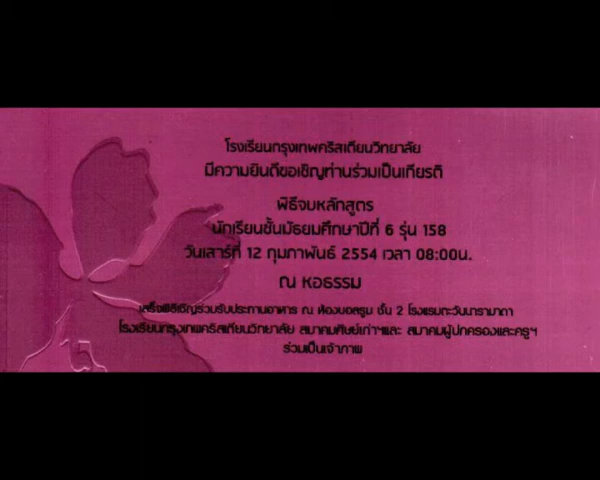 โรงเรียนกรุงเทพคริสเตียนวิทยาลัย
มีความยินดีขอเชิญท่านร่วมเป็นเกียรติ
พิธีจบหลักสูตร
นักเรียนชั้นมัธยมศึกษาปีที่ 6 รุ่น 158
วันเสาร์ที่ 12 กุมภาพันธ์ 2554 เวลา 08:00น.
ณ หอธรรม
เสร็จพิธีเชิญร่วมรับประทานอาหาร ณ ห้องบอลรูม ชั้น 2 โรงแรมตะวันนารามาดา
โรงเรียนกรุงเทพคริสเตียนวิทยาลัย สมาคมศิษย์เก่าฯและ สมาคมผู้ปกครองและครูฯ
ร่วมเป็นเจ้าภาพ